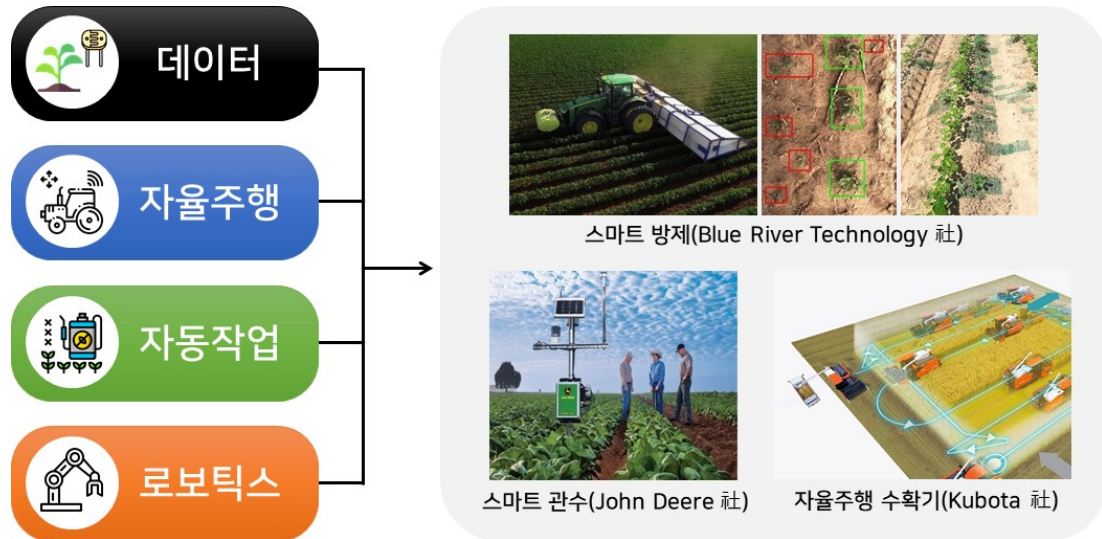 데이터
자율주행
자동작업
로보틱스
스마트 방제(Blue River Technology 社)
스마트 관수(John Deere 社)
자율주행 수확기(Kubota 社)